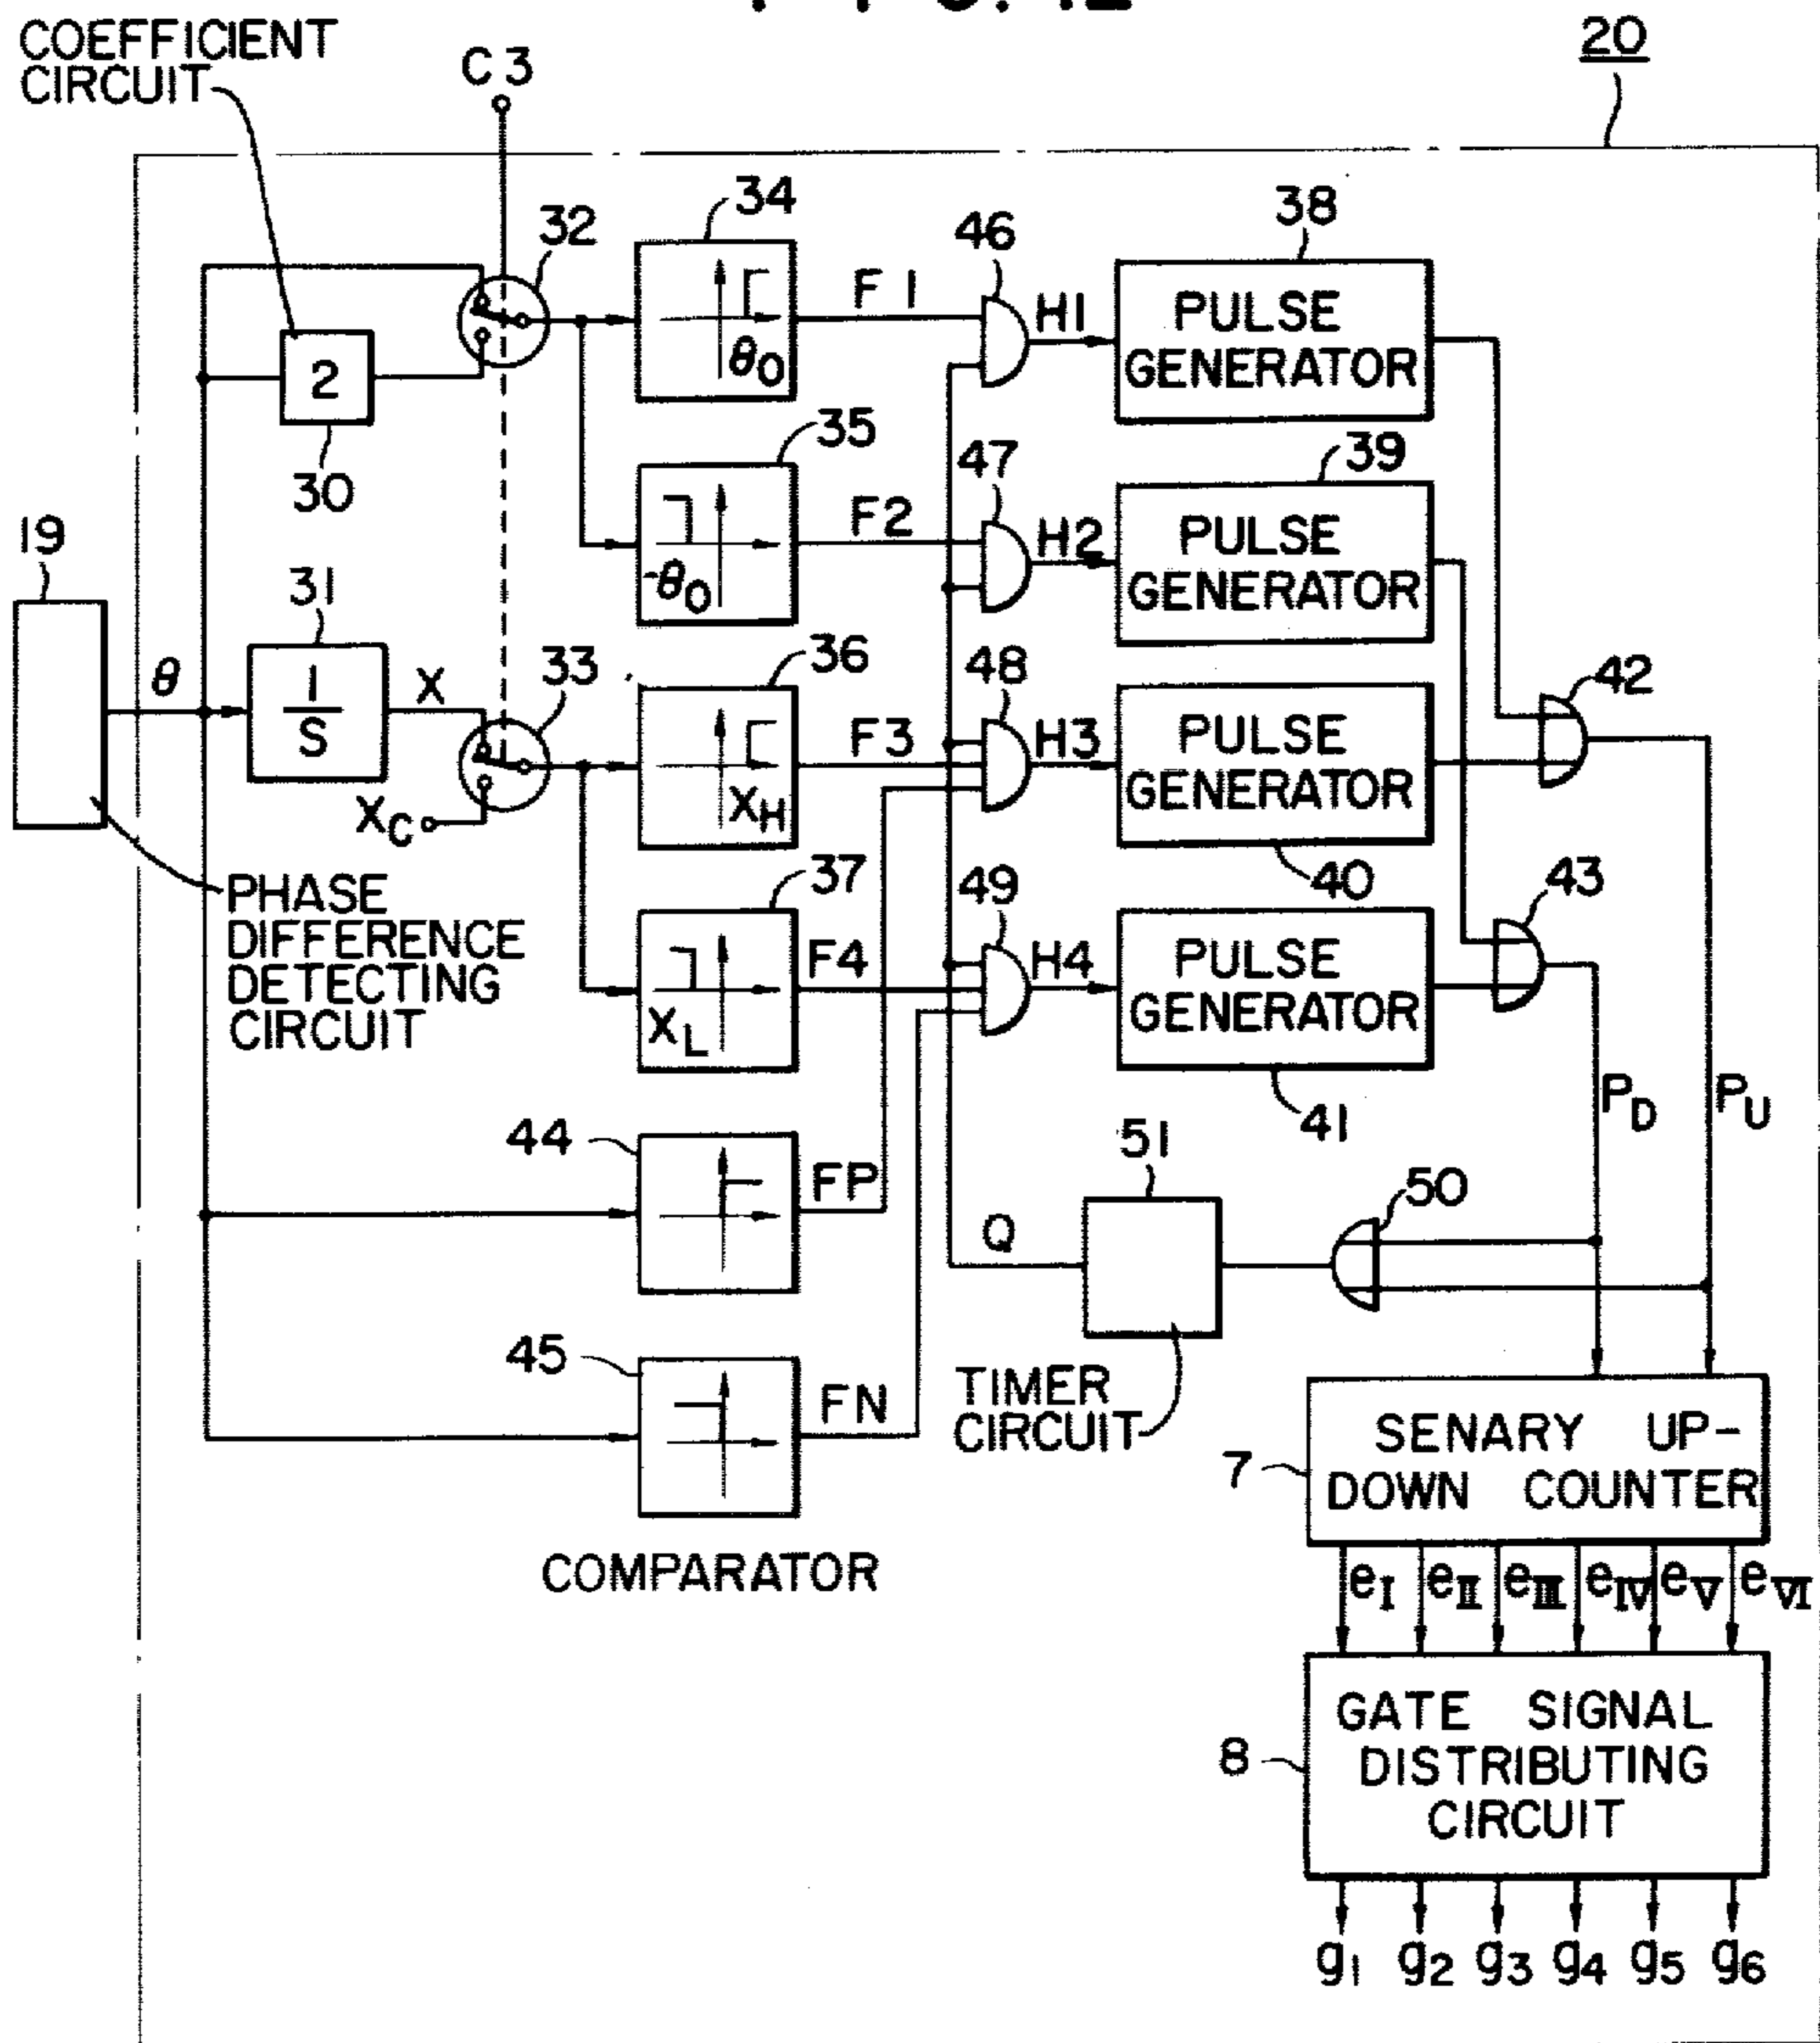 20
COEFFICIENT
CIRCUIT
C3
32
34
θ0
F1
46
H1
38
PULSE
GENERATOR
2
30
35
-θ0
F2
47
H2
39
PULSE
GENERATOR
19
θ
31
1
S
X
33
XC
36
XH
F3
48
H3
PULSE
GENERATOR
40
42
PHASE
DIFFERENCE
DETECTING
CIRCUIT
37
XL
F4
49
H4
PULSE
GENERATOR
41
43
PD
PU
44
FP
51
Q
50
45
FN
TIMER
CIRCUIT
COMPARATOR
7
SENARY UP-
DOWN COUNTER
eI eII eIII eIV eV eVI
8
GATE SIGNAL
DISTRIBUTING
CIRCUIT
g1 g2 g3 g4 g5 g6